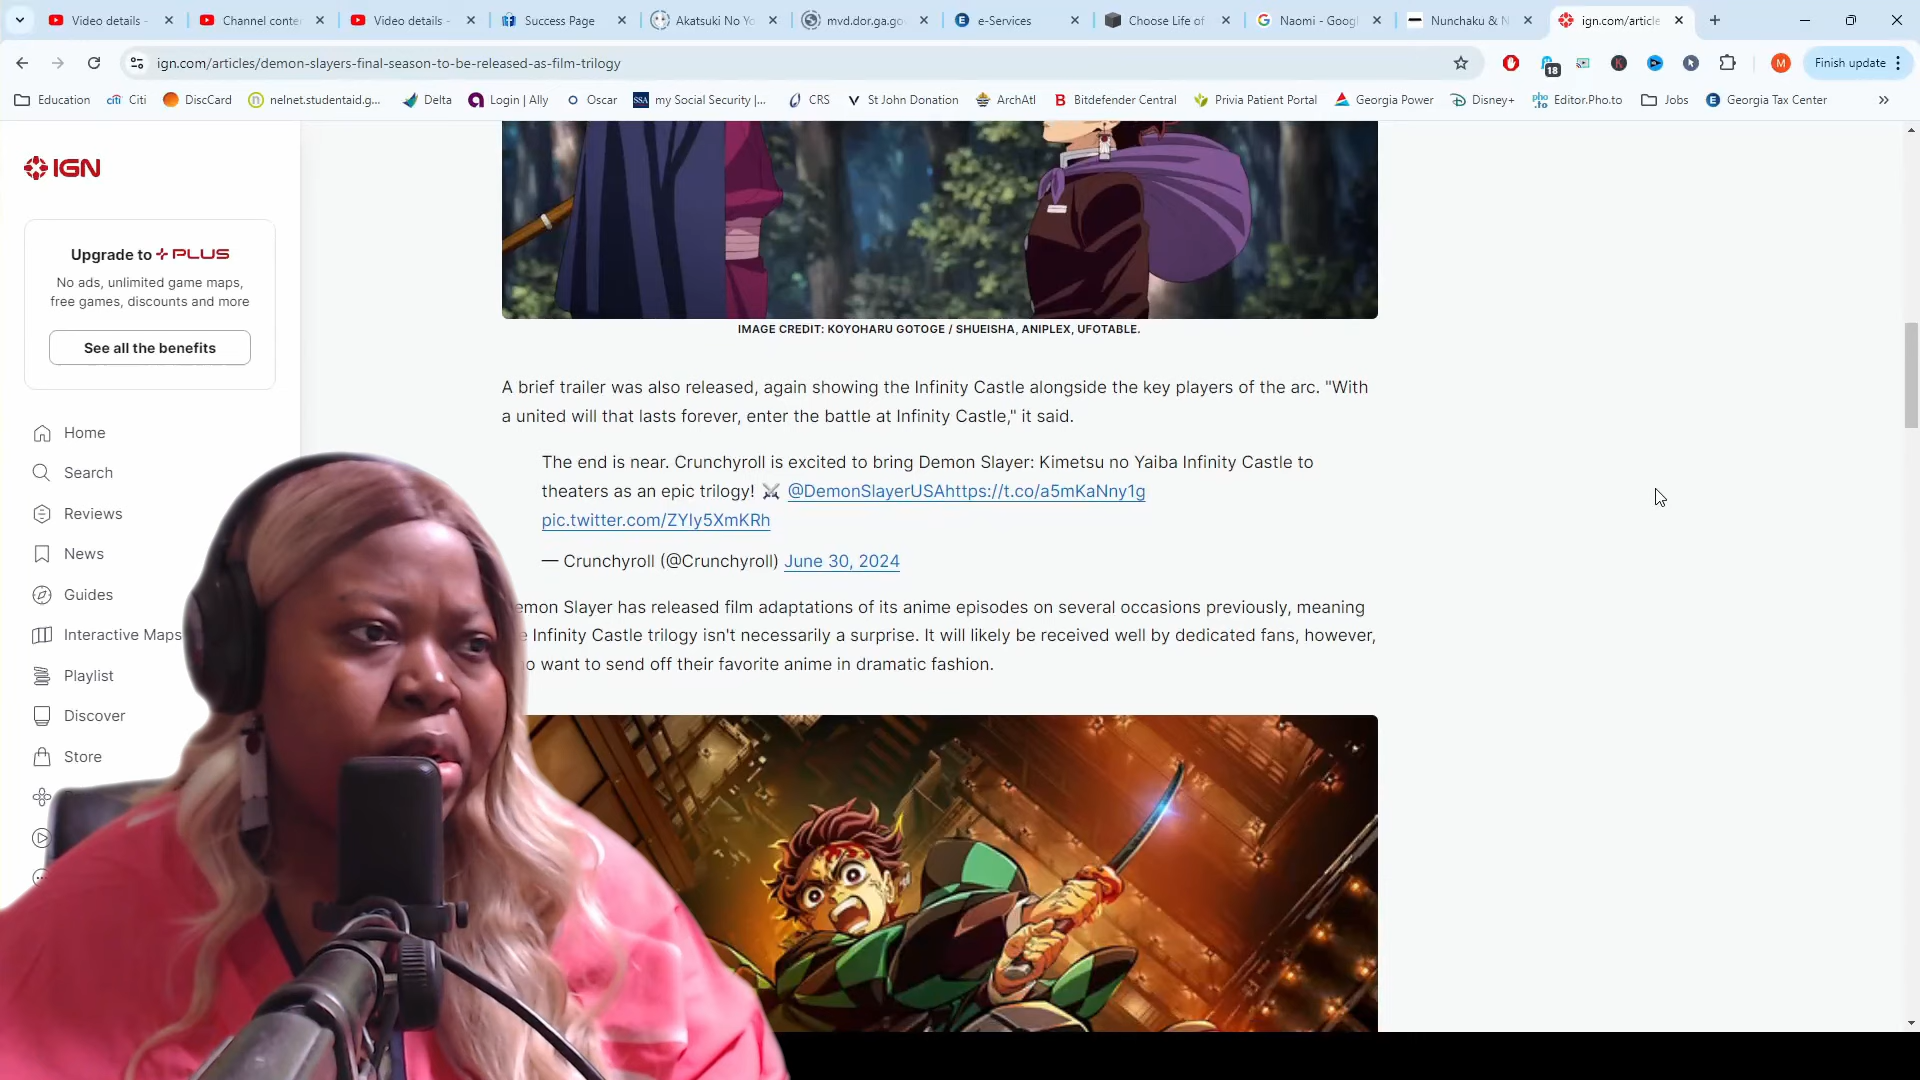 Video details -
Channel conte
Video details -
Success Page
Akatsuki No Yo
mvd.dor.ga.go
e-Services
Choose Life of
Naomi - Goog
Nunchaku & N
ign.com/article
ign.com/articles/demon-slayers-final-season-to-be-released-as-film-trilogy
18
K
M
Finish update
Education
citi Citi
DiscCard
nelnet.studentaid.g...
Delta
Login | Ally
Oscar
SSA my Social Security |...
CRS
St John Donation
ArchAtl
B Bitdefender Central
Privia Patient Portal
Georgia Power
Disney+
pho.to Editor.Pho.to
Jobs
E Georgia Tax Center
IGN
Upgrade to + PLUS
No ads, unlimited game maps,
free games, discounts and more
See all the benefits
Home
Search
Reviews
News
Guides
Interactive Maps
Playlist
Discover
Store
IMAGE CREDIT: KOYOHARU GOTOGE / SHUEISHA, ANIPLEX, UFOTABLE.
A brief trailer was also released, again showing the Infinity Castle alongside the key players of the arc. "With
a united will that lasts forever, enter the battle at Infinity Castle," it said.
The end is near. Crunchyroll is excited to bring Demon Slayer: Kimetsu no Yaiba Infinity Castle to
theaters as an epic trilogy! ⚔ @DemonSlayerUSAhttps://t.co/a5mKaNny1g
pic.twitter.com/ZYly5XmKRh
— Crunchyroll (@Crunchyroll) June 30, 2024
emon Slayer has released film adaptations of its anime episodes on several occasions previously, meaning
e Infinity Castle trilogy isn't necessarily a surprise. It will likely be received well by dedicated fans, however,
o want to send off their favorite anime in dramatic fashion.